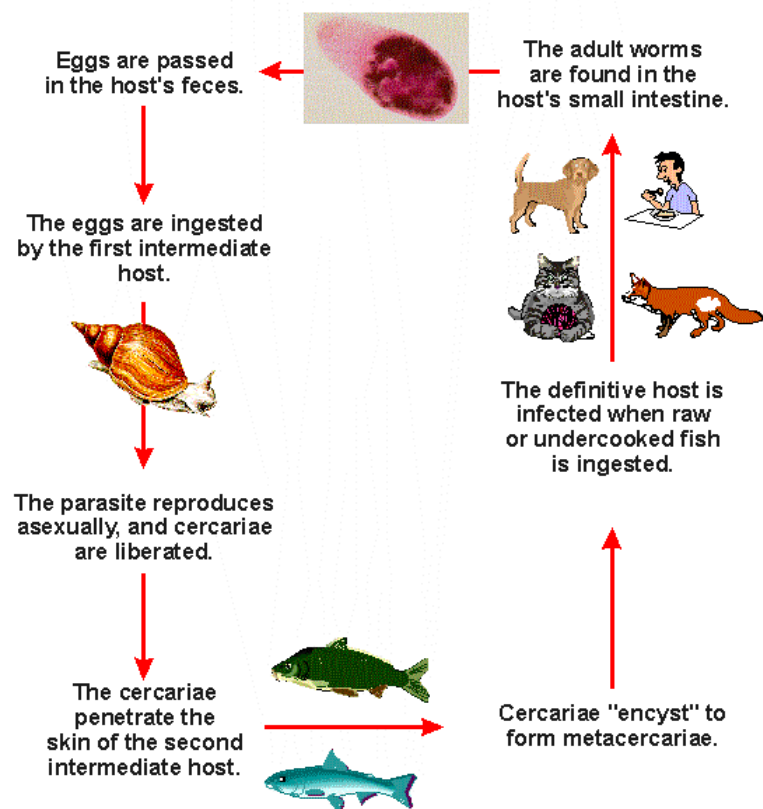 Eggs are passed
in the host's feces.
The eggs are ingested
by the first intermediate
host.
The parasite reproduces
asexually, and cercariae
are liberated.
The cercariae
penetrate the
skin of the second
intermediate host.
Cercariae "encyst" to
form metacercariae.
The definitive host is
infected when raw
or undercooked fish
is ingested.
The adult worms
are found in the
host's small intestine.